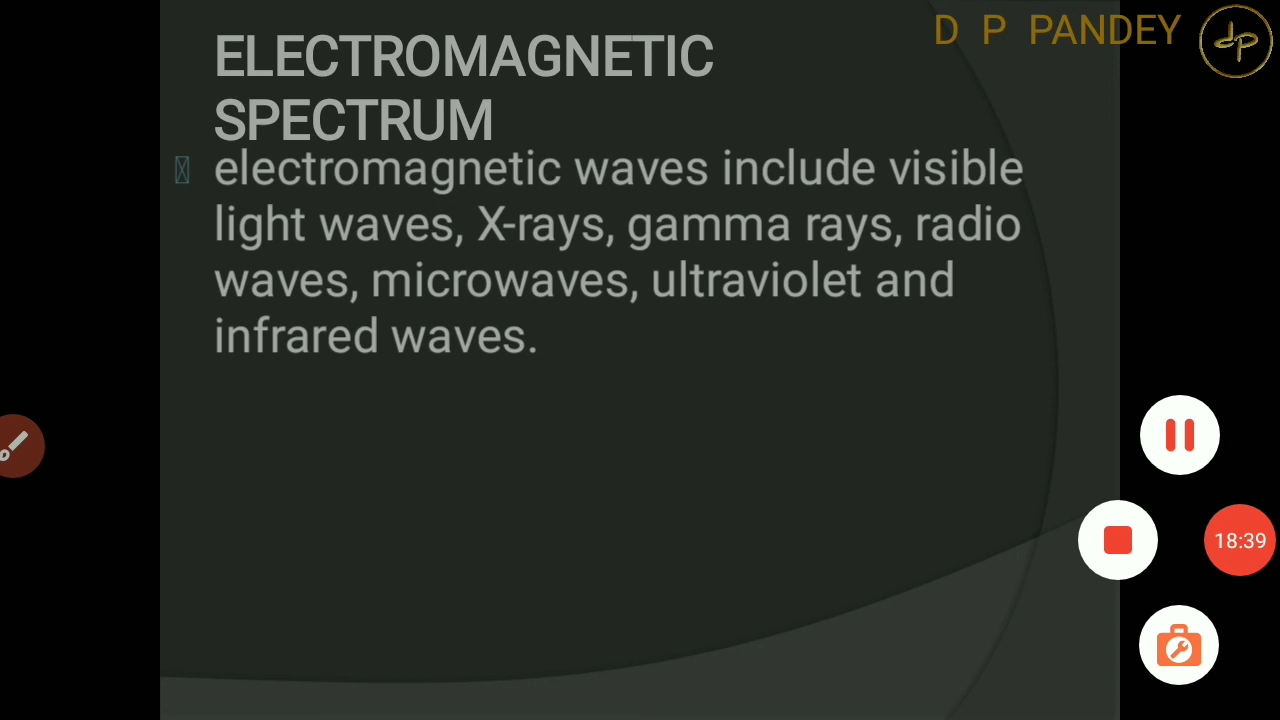 D P PANDEY
dp
ELECTROMAGNETIC
SPECTRUM
electromagnetic waves include visible
light waves, X-rays, gamma rays, radio
waves, microwaves, ultraviolet and
infrared waves.
18:39